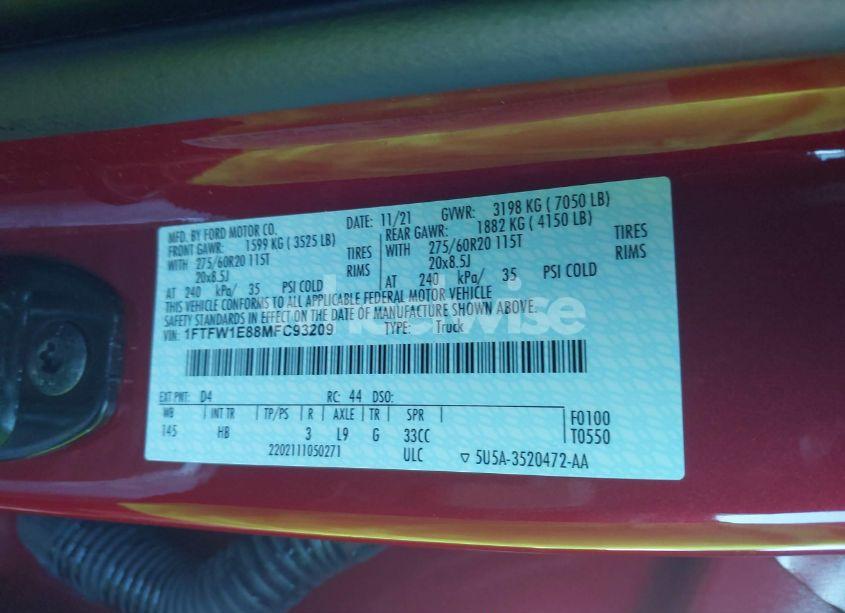 MFD. BY FORD MOTOR CO. DATE: 11/21 GVWR: 3198 KG ( 7050 LB)
FRONT GAWR: 1599 KG ( 3525 LB) REAR GAWR: 1882 KG ( 4150 LB)
WITH 275/60R20 115T TIRES WITH 275/60R20 115T TIRES
20x8.5J RIMS 20x8.5J RIMS
AT 240 kPa/ 35 PSI COLD AT 240 kPa/ 35 PSI COLD
THIS VEHICLE CONFORMS TO ALL APPLICABLE FEDERAL MOTOR VEHICLE
SAFETY STANDARDS IN EFFECT ON THE DATE OF MANUFACTURE SHOWN ABOVE.
VIN: 1FTFW1E88MFC93209 TYPE: Truck
EXT PNT: D4 RC: 44 DSO:
WB INT TR TP/PS R AXLE TR SPR F0100
145 HB 3 L9 G 33CC T0550
2202111050271 ULC ▽ 5U5A-3520472-AA